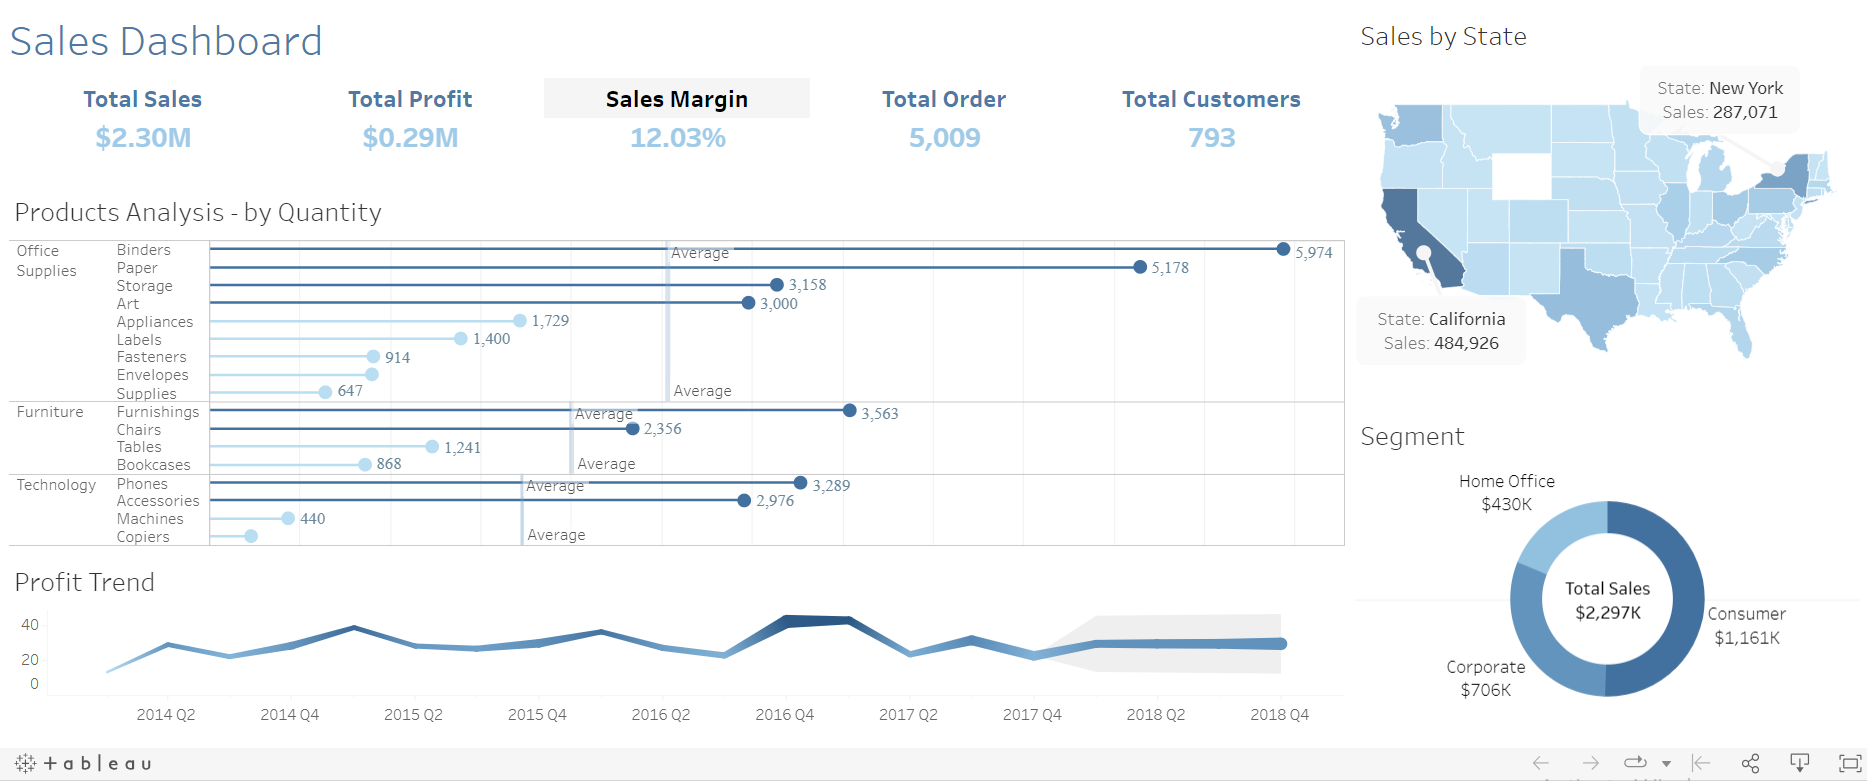 Sales Dashboard
Total Sales
$2.30M
Total Profit
$0.29M
Sales Margin
12.03%
Total Order
5,009
Total Customers
793
Products Analysis - by Quantity
Office
Supplies
Binders
5,974
Paper
5,178
Storage
3,158
Art
3,000
Appliances
1,729
Labels
1,400
Fasteners
914
Envelopes
Supplies
647
Average
Average
Furniture
Furnishings
3,563
Chairs
2,356
Tables
1,241
Bookcases
868
Average
Average
Technology
Phones
3,289
Accessories
2,976
Machines
440
Copiers
Average
Average
Profit Trend
40
20
0
2014 Q2
2014 Q4
2015 Q2
2015 Q4
2016 Q2
2016 Q4
2017 Q2
2017 Q4
2018 Q2
2018 Q4
Sales by State
State: New York
Sales: 287,071
State: California
Sales: 484,926
Segment
Home Office
$430K
Total Sales
$2,297K
Consumer
$1,161K
Corporate
$706K
+ableau